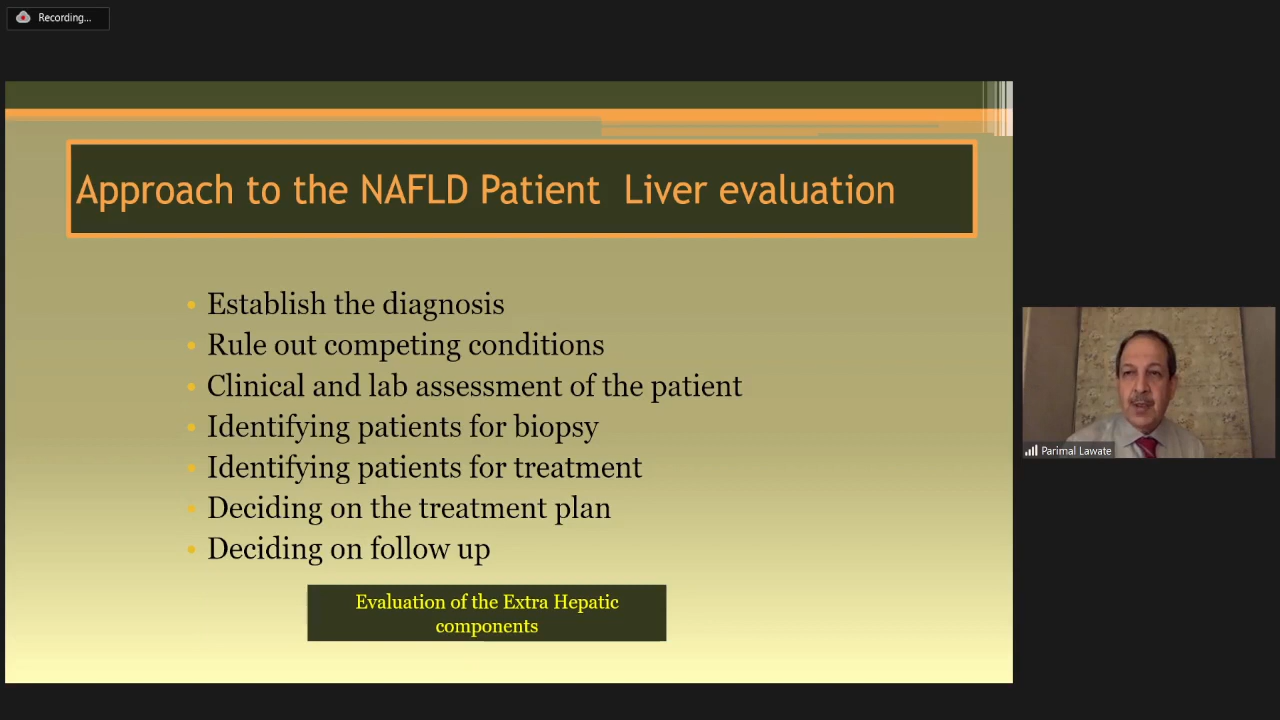 Recording...
Approach to the NAFLD Patient  Liver evaluation
• Establish the diagnosis
• Rule out competing conditions
• Clinical and lab assessment of the patient
• Identifying patients for biopsy
• Identifying patients for treatment
• Deciding on the treatment plan
• Deciding on follow up
Evaluation of the Extra Hepatic
components
Parimal Lawate